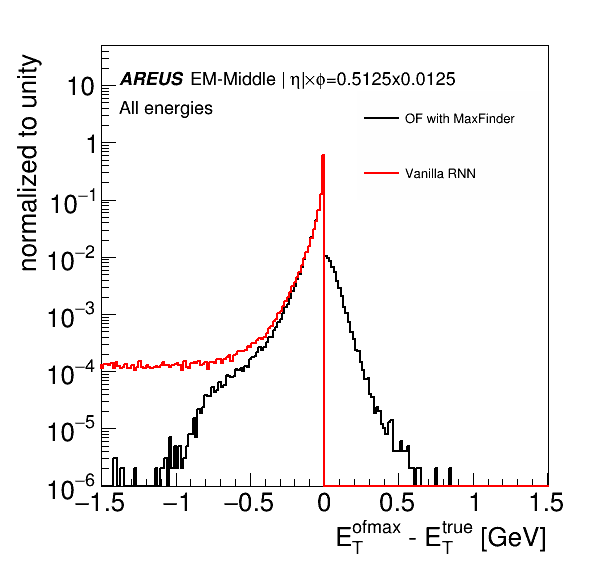 AREUS EM-Middle | η|×ϕ=0.5125x0.0125
All energies
OF with MaxFinder
Vanilla RNN
normalized to unity
10
1
10⁻¹
10⁻²
10⁻³
10⁻⁴
10⁻⁵
10⁻⁶
−1.5 −1 −0.5 0 0.5 1 1.5
E_T^ofmax - E_T^true [GeV]